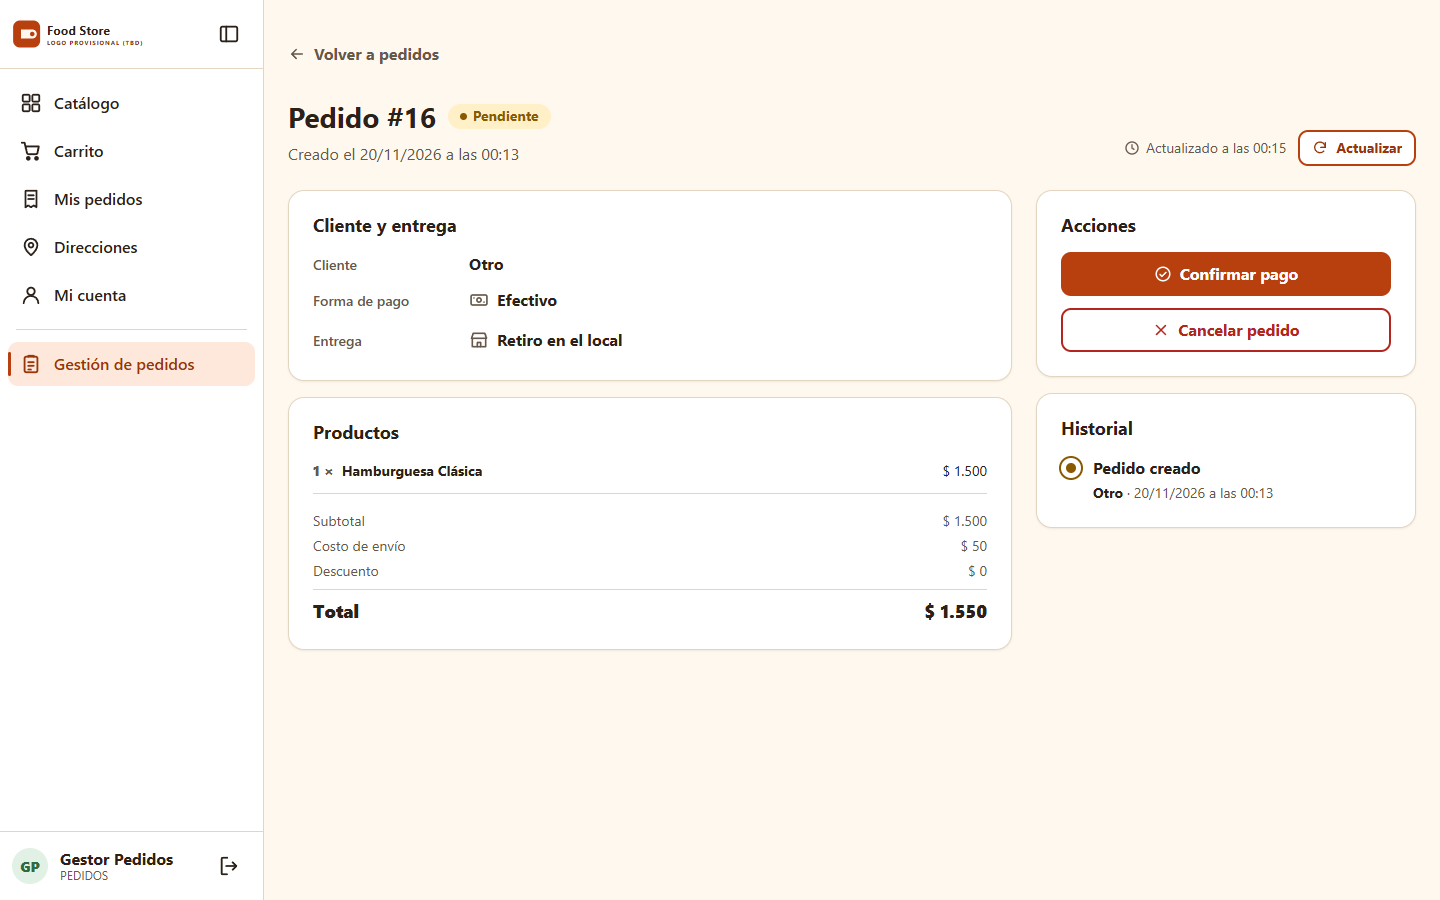 Food Store
LOGO PROVISIONAL (TBD)
Catálogo
Carrito
Mis pedidos
Direcciones
Mi cuenta
Gestión de pedidos
GP
Gestor Pedidos
PEDIDOS
Volver a pedidos
Pedido #16
Pendiente
Creado el 20/11/2026 a las 00:13
Actualizado a las 00:15
Actualizar
Cliente y entrega
Cliente Otro
Forma de pago Efectivo
Entrega Retiro en el local
Productos
1 × Hamburguesa Clásica $ 1.500
Subtotal $ 1.500
Costo de envío $ 50
Descuento $ 0
Total $ 1.550
Acciones
Confirmar pago
Cancelar pedido
Historial
Pedido creado
Otro · 20/11/2026 a las 00:13